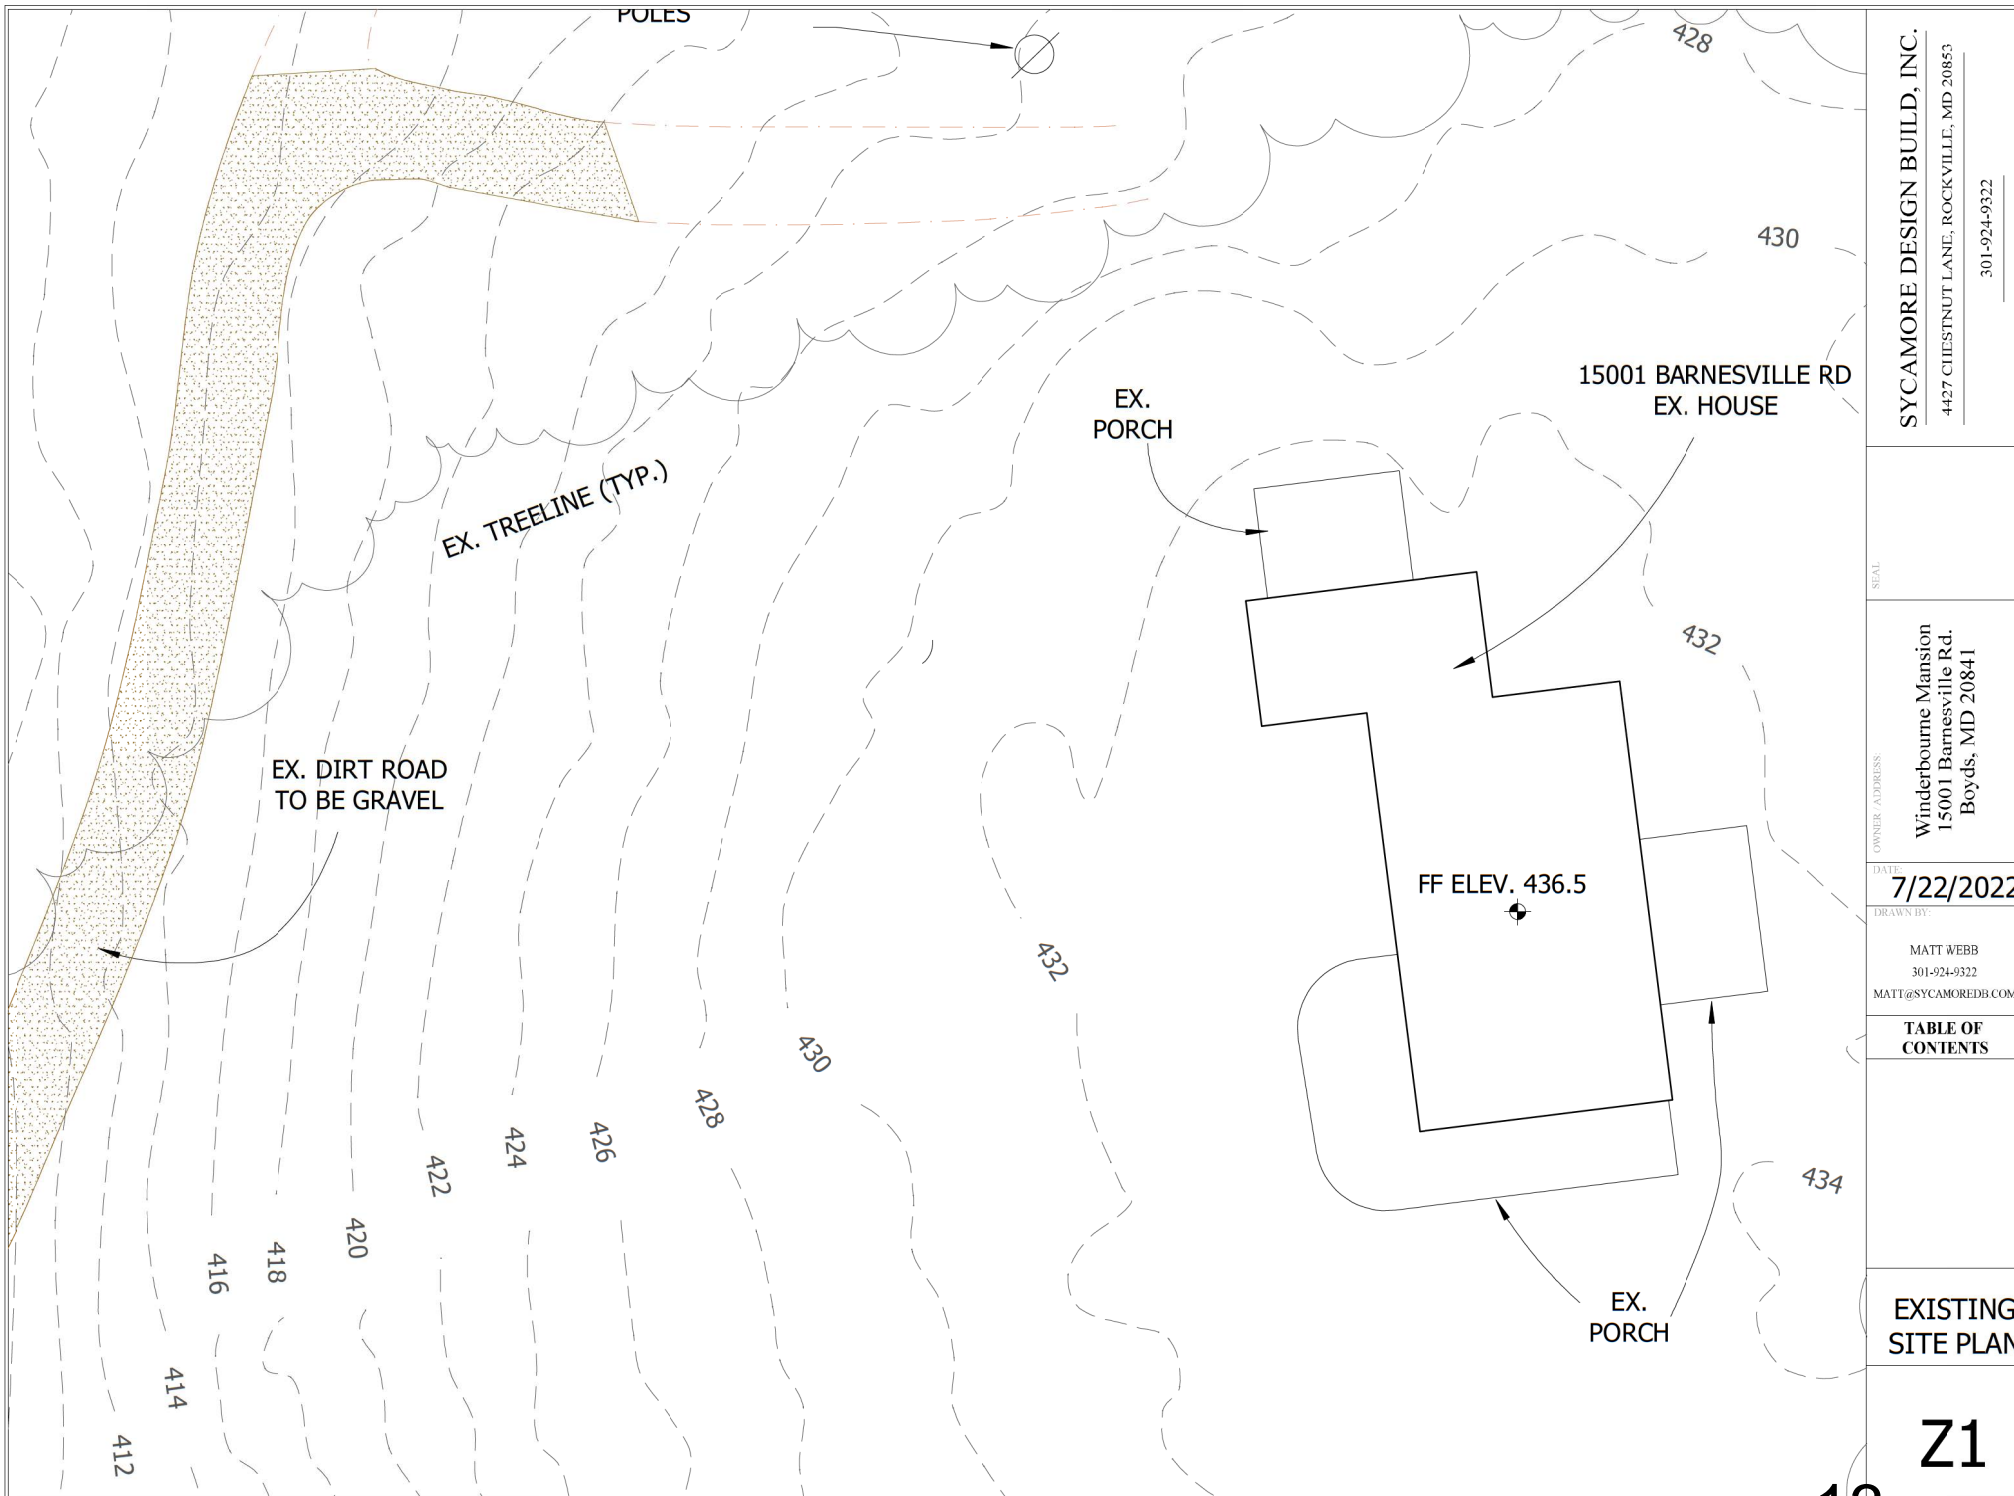 POLES
428
430
15001 BARNESVILLE RD
EX. HOUSE
EX.
PORCH
EX. TREELINE (TYP.)
432
EX. DIRT ROAD
TO BE GRAVEL
FF ELEV. 436.5
432
430
428
426
424
422
420
418
416
414
412
434
EX.
PORCH
SYCAMORE DESIGN BUILD, INC.
4427 CHESTNUT LANE, ROCKVILLE, MD 20853
301-924-9322
SEAL
OWNER / ADDRESS:
Winderbourne Mansion
15001 Barnesville Rd.
Boyds, MD 20841
DATE:
7/22/2022
DRAWN BY:
MATT WEBB
301-924-9322
MATT@SYCAMOREDB.COM
TABLE OF
CONTENTS
EXISTING
SITE PLAN
Z1